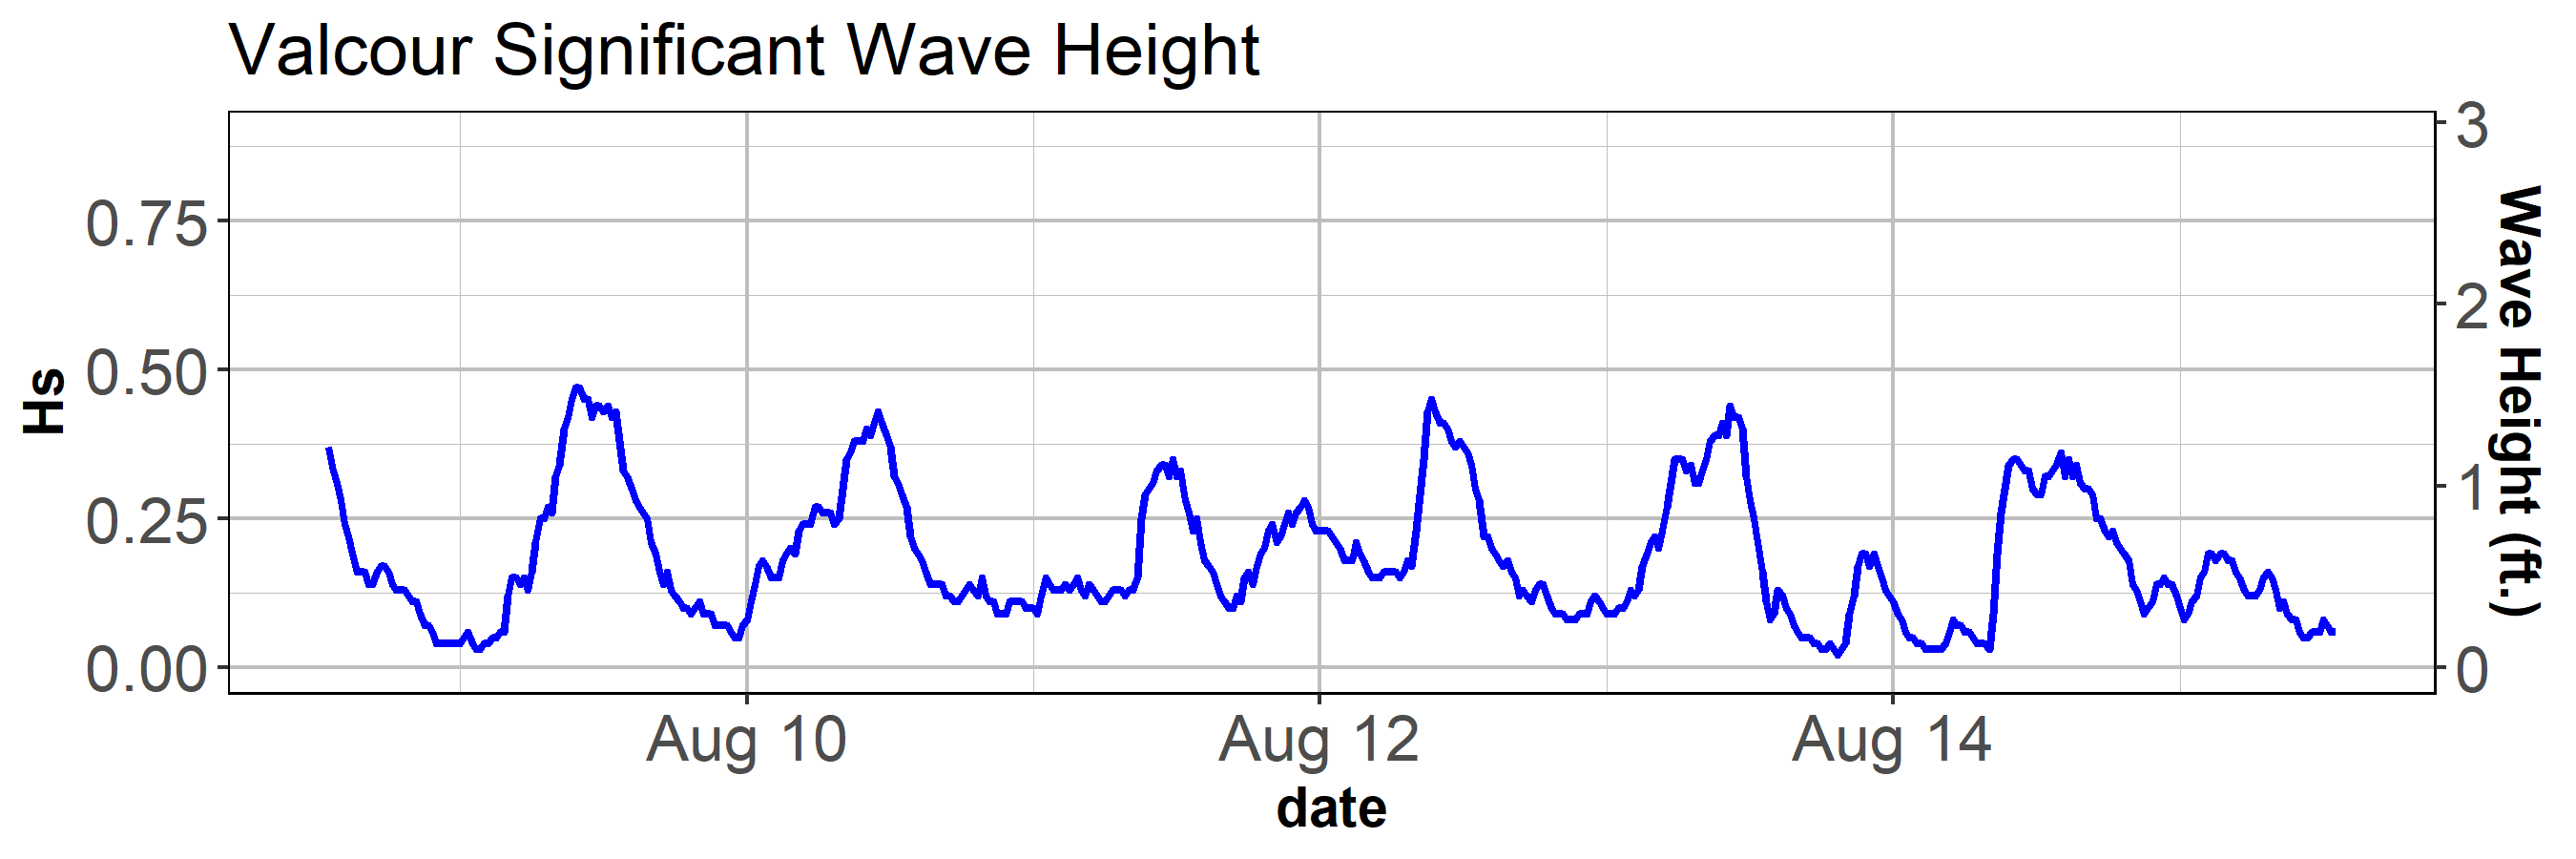 Valcour Significant Wave Height
Hs
0.75
0.50
0.25
0.00
3
2
1
0
Wave Height (ft.)
Aug 10
Aug 12
Aug 14
date